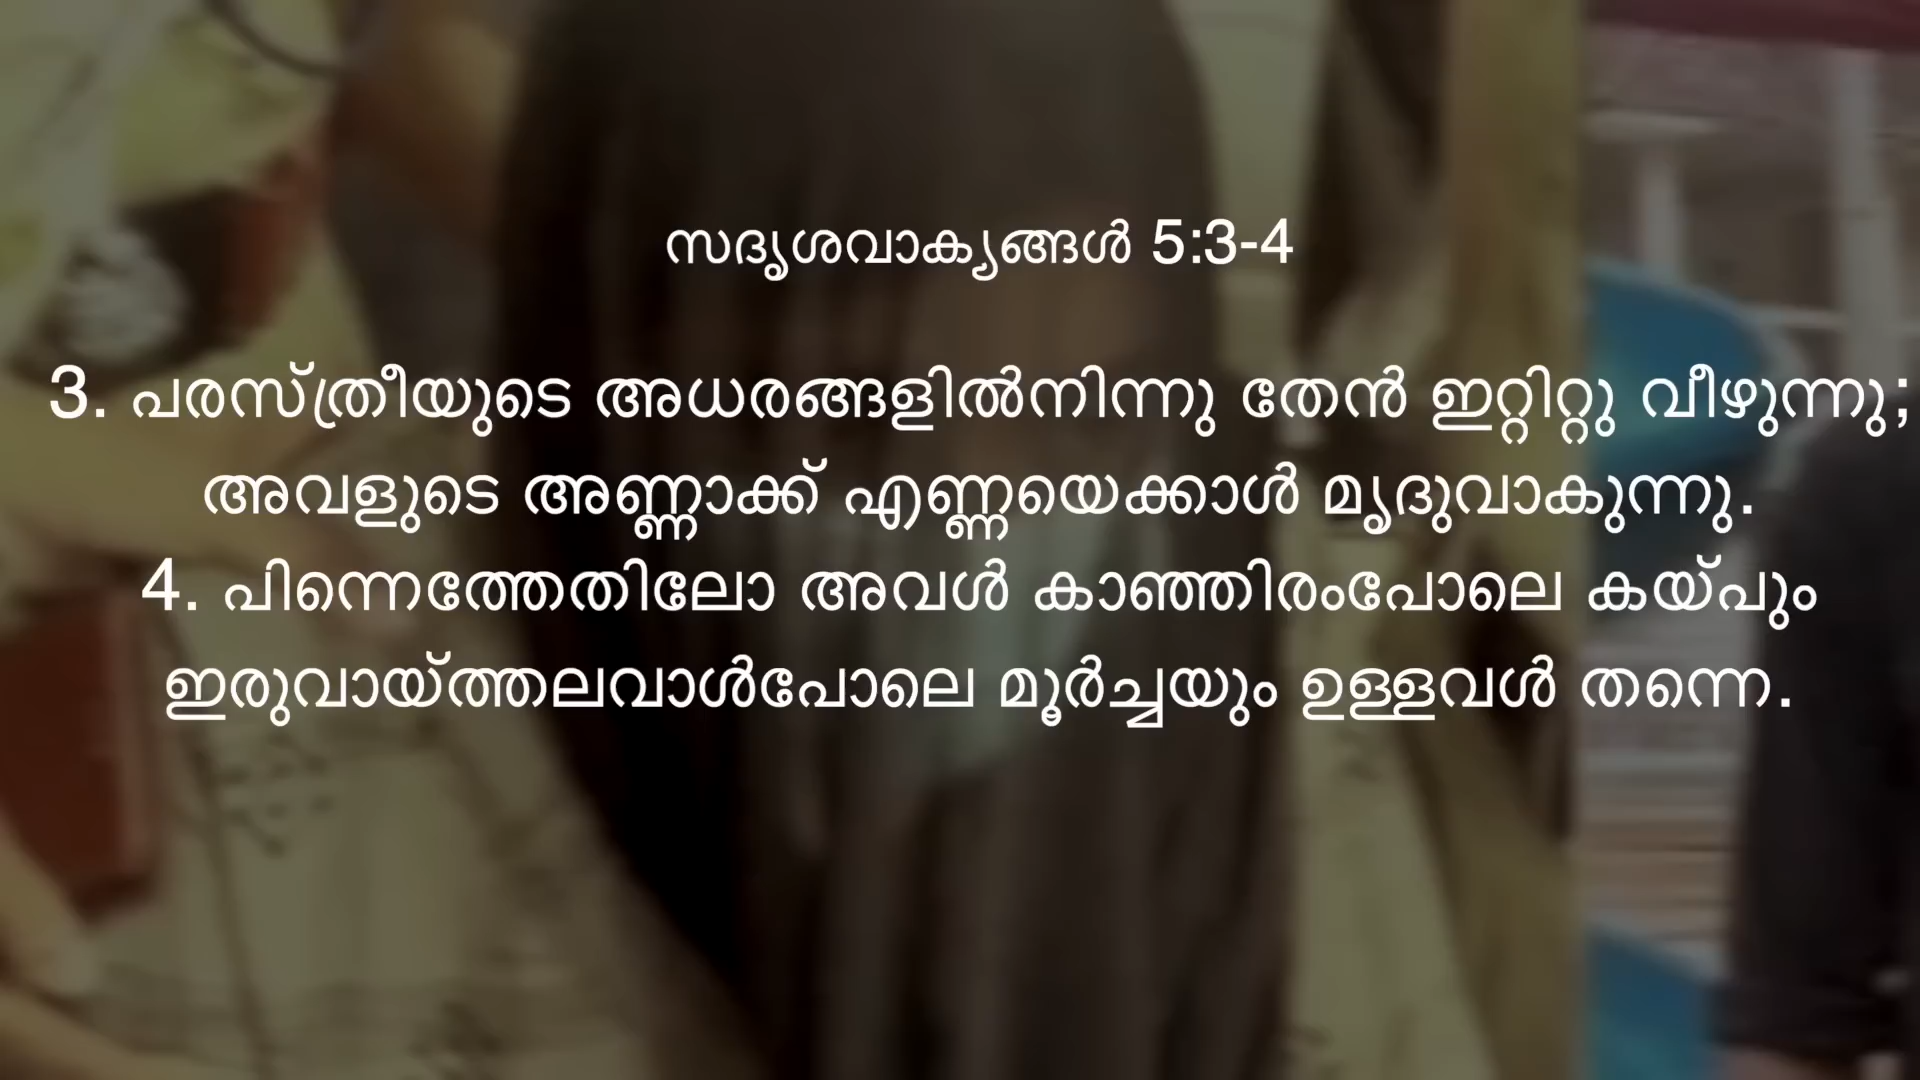 സദൃശവാക്യങ്ങൾ 5:3-4
3. പരസ്ത്രീയുടെ അധരങ്ങളിൽനിന്നു തേൻ ഇറ്റിറ്റു വീഴുന്നു;
അവളുടെ അണ്ണാക്ക് എണ്ണയെക്കാൾ മൃദുവാകുന്നു.
4. പിന്നെത്തേതിലോ അവൾ കാഞ്ഞിരംപോലെ കയ്പും
ഇരുവായ്ത്തലവാൾപോലെ മൂർച്ചയും ഉള്ളവൾ തന്നെ.